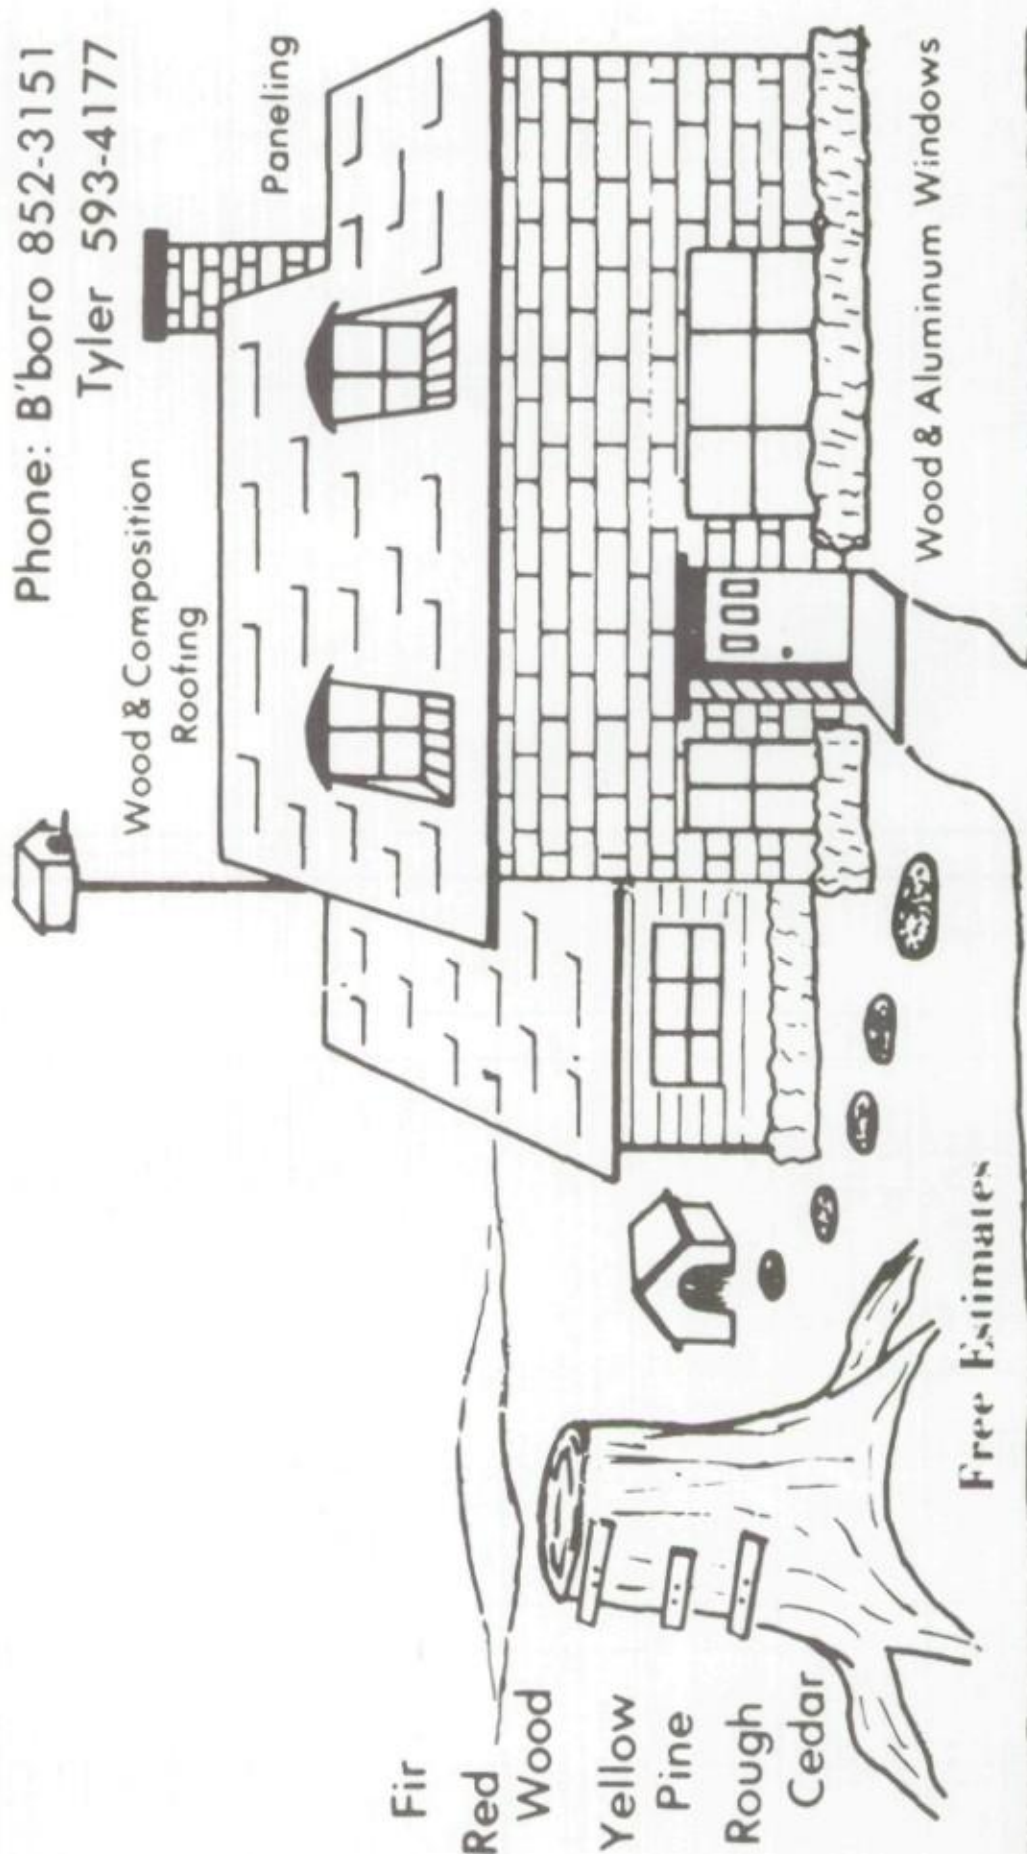 Phone: B'boro 852-3151
Tyler 593-4177
Wood & Composition
Roofing
Paneling
Fir
Red
Wood
Yellow
Pine
Rough
Cedar
Wood & Aluminum Windows
Free Estimates